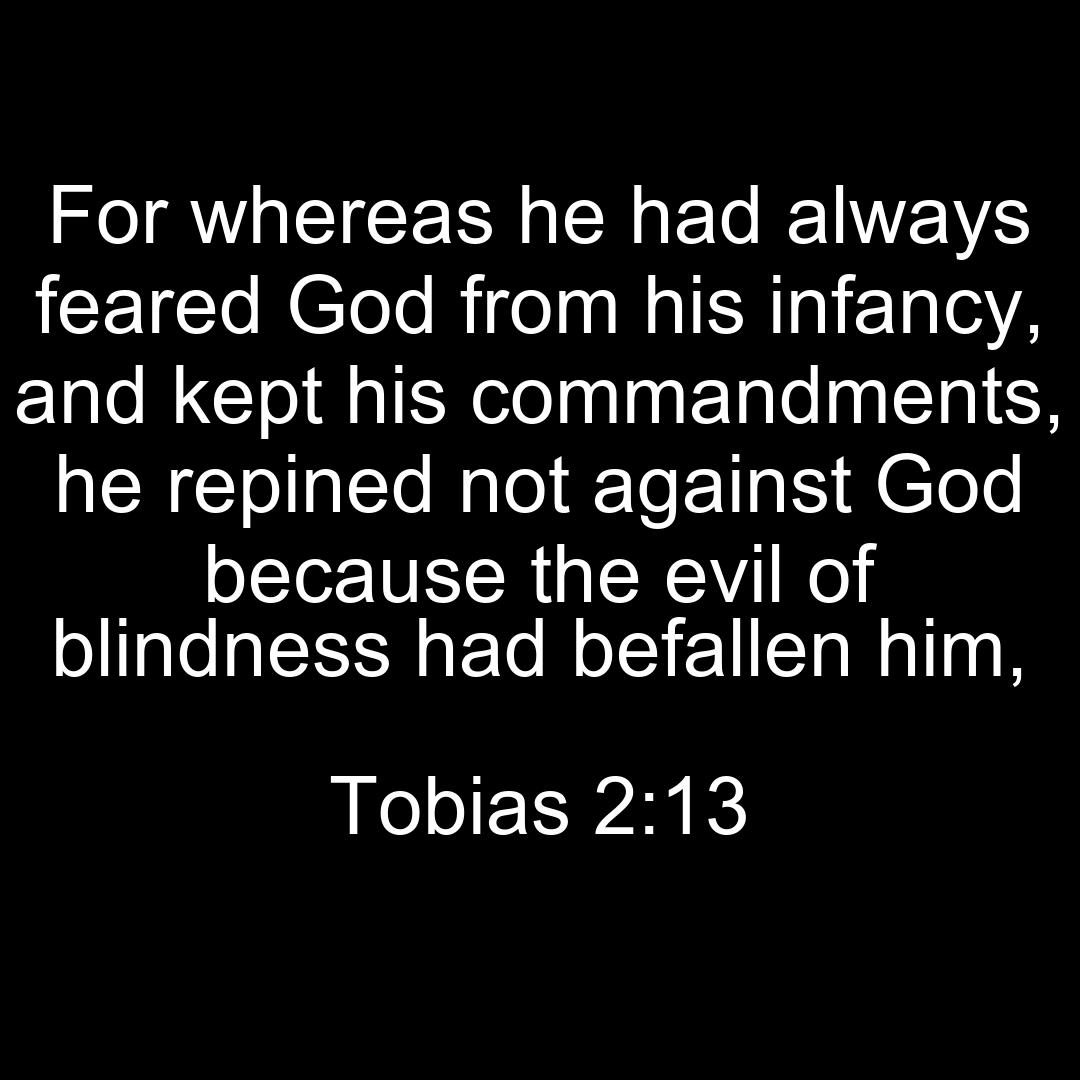 For whereas he had always
feared God from his infancy,
and kept his commandments,
he repined not against God
because the evil of
blindness had befallen him,
Tobias 2:13